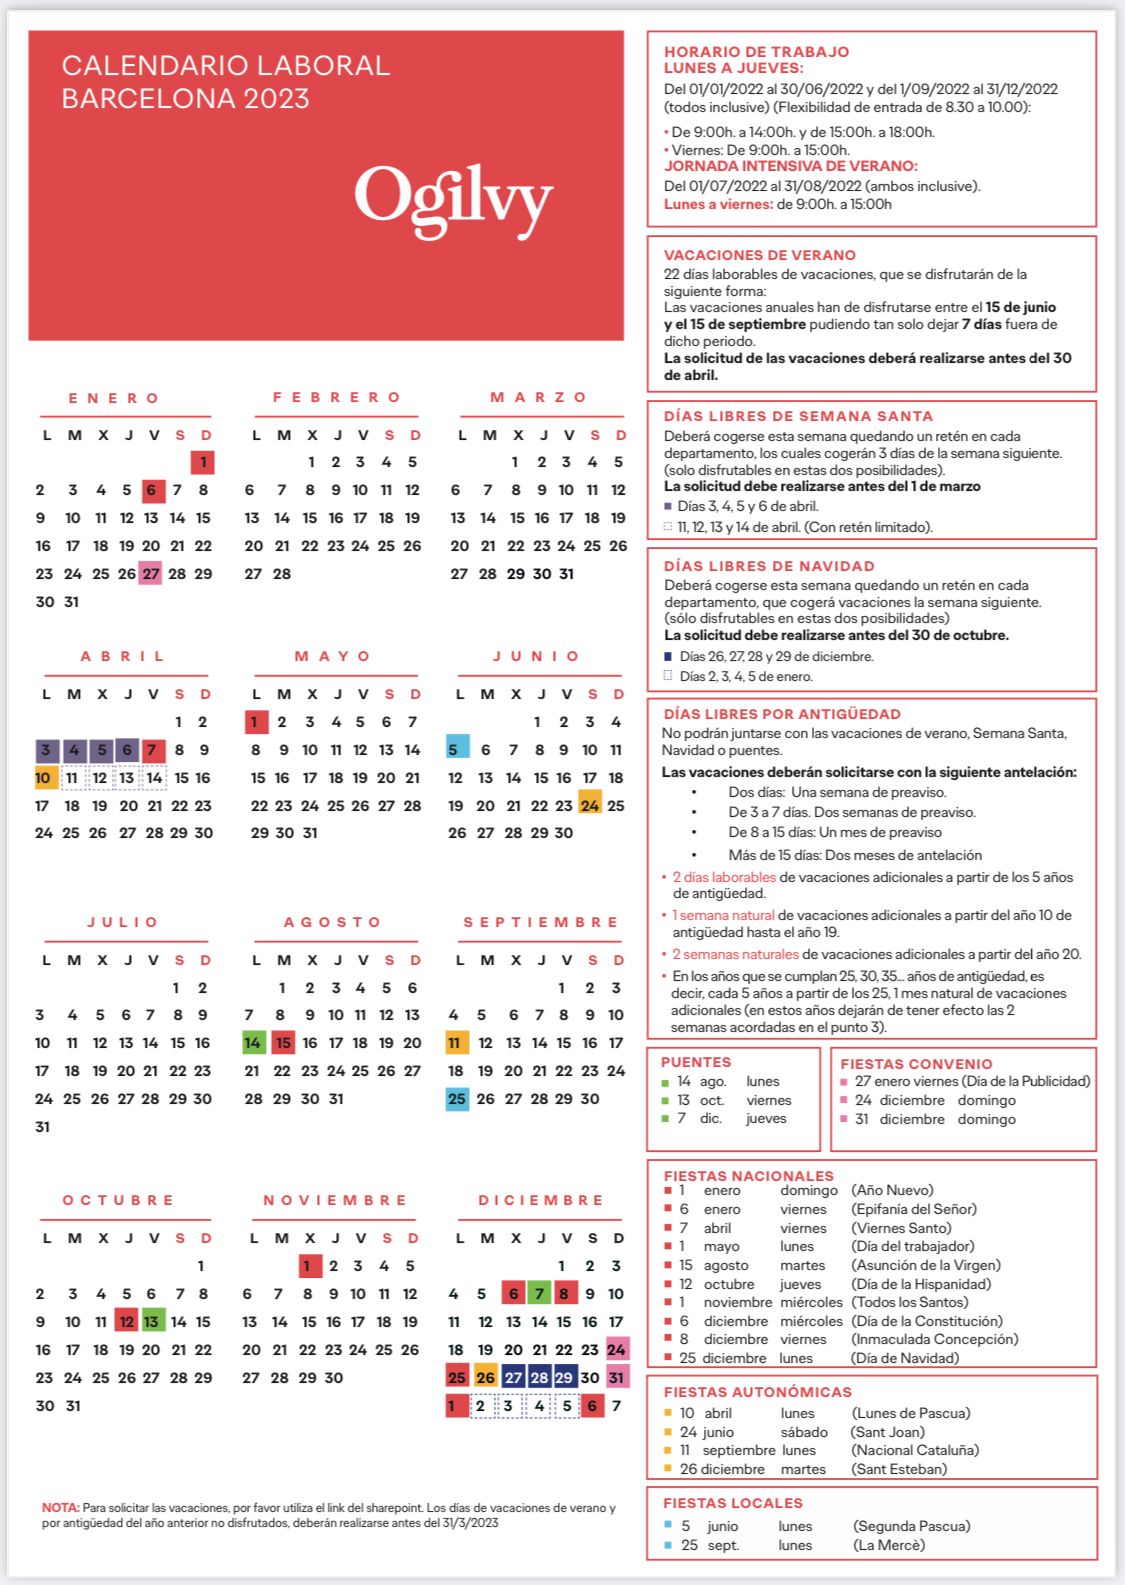 CALENDARIO LABORAL
BARCELONA 2023
Ogilvy
ENERO
L M X J V S D
1
2 3 4 5 6 7 8
9 10 11 12 13 14 15
16 17 18 19 20 21 22
23 24 25 26 27 28 29
30 31
FEBRERO
L M X J V S D
1 2 3 4 5
6 7 8 9 10 11 12
13 14 15 16 17 18 19
20 21 22 23 24 25 26
27 28
MARZO
L M X J V S D
1 2 3 4 5
6 7 8 9 10 11 12
13 14 15 16 17 18 19
20 21 22 23 24 25 26
27 28 29 30 31
ABRIL
L M X J V S D
1 2
3 4 5 6 7 8 9
10 11 12 13 14 15 16
17 18 19 20 21 22 23
24 25 26 27 28 29 30
MAYO
L M X J V S D
1 2 3 4 5 6 7
8 9 10 11 12 13 14
15 16 17 18 19 20 21
22 23 24 25 26 27 28
29 30 31
JUNIO
L M X J V S D
1 2 3 4
5 6 7 8 9 10 11
12 13 14 15 16 17 18
19 20 21 22 23 24 25
26 27 28 29 30
JULIO
L M X J V S D
1 2
3 4 5 6 7 8 9
10 11 12 13 14 15 16
17 18 19 20 21 22 23
24 25 26 27 28 29 30
31
AGOSTO
L M X J V S D
1 2 3 4 5 6
7 8 9 10 11 12 13
14 15 16 17 18 19 20
21 22 23 24 25 26 27
28 29 30 31
SEPTIEMBRE
L M X J V S D
1 2 3
4 5 6 7 8 9 10
11 12 13 14 15 16 17
18 19 20 21 22 23 24
25 26 27 28 29 30
OCTUBRE
L M X J V S D
1
2 3 4 5 6 7 8
9 10 11 12 13 14 15
16 17 18 19 20 21 22
23 24 25 26 27 28 29
30 31
NOVIEMBRE
L M X J V S D
1 2 3 4 5
6 7 8 9 10 11 12
13 14 15 16 17 18 19
20 21 22 23 24 25 26
27 28 29 30
DICIEMBRE
L M X J V S D
1 2 3
4 5 6 7 8 9 10
11 12 13 14 15 16 17
18 19 20 21 22 23 24
25 26 27 28 29 30 31
1 2 3 4 5 6 7
NOTA: Para solicitar las vacaciones, por favor utiliza el link del sharepoint. Los días de vacaciones de verano y
por antigüedad del año anterior no disfrutados, deberán realizarse antes del 31/3/2023
HORARIO DE TRABAJO
LUNES A JUEVES:
Del 01/01/2022 al 30/06/2022 y del 1/09/2022 al 31/12/2022
(todos inclusive) (Flexibilidad de entrada de 8.30 a 10.00):
• De 9:00h. a 14:00h. y de 15:00h. a 18:00h.
• Viernes: De 9:00h. a 15:00h.
JORNADA INTENSIVA DE VERANO:
Del 01/07/2022 al 31/08/2022 (ambos inclusive).
Lunes a viernes: de 9:00h. a 15:00h
VACACIONES DE VERANO
22 días laborables de vacaciones, que se disfrutarán de la
siguiente forma:
Las vacaciones anuales han de disfrutarse entre el 15 de junio
y el 15 de septiembre pudiendo tan solo dejar 7 días fuera de
dicho periodo.
La solicitud de las vacaciones deberá realizarse antes del 30
de abril.
DÍAS LIBRES DE SEMANA SANTA
Deberá cogerse esta semana quedando un retén en cada
departamento, los cuales cogerán 3 días de la semana siguiente.
(solo disfrutables en estas dos posibilidades).
La solicitud debe realizarse antes del 1 de marzo
Días 3, 4, 5 y 6 de abril.
11, 12, 13 y 14 de abril. (Con retén limitado).
DÍAS LIBRES DE NAVIDAD
Deberá cogerse esta semana quedando un retén en cada
departamento, que cogerá vacaciones la semana siguiente.
(sólo disfrutables en estas dos posibilidades)
La solicitud debe realizarse antes del 30 de octubre.
Días 26, 27, 28 y 29 de diciembre.
Días 2, 3, 4, 5 de enero.
DÍAS LIBRES POR ANTIGÜEDAD
No podrán juntarse con las vacaciones de verano, Semana Santa,
Navidad o puentes.
Las vacaciones deberán solicitarse con la siguiente antelación:
• Dos días: Una semana de preaviso.
• De 3 a 7 días. Dos semanas de preaviso.
• De 8 a 15 días: Un mes de preaviso
• Más de 15 días: Dos meses de antelación
• 2 días laborables de vacaciones adicionales a partir de los 5 años
de antigüedad.
• 1 semana natural de vacaciones adicionales a partir del año 10 de
antigüedad hasta el año 19.
• 2 semanas naturales de vacaciones adicionales a partir del año 20.
• En los años que se cumplan 25, 30, 35... años de antigüedad, es
decir, cada 5 años a partir de los 25, 1 mes natural de vacaciones
adicionales (en estos años dejarán de tener efecto las 2
semanas acordadas en el punto 3).
PUENTES
14 ago. lunes
13 oct. viernes
7 dic. jueves
FIESTAS CONVENIO
27 enero viernes (Día de la Publicidad)
24 diciembre domingo
31 diciembre domingo
FIESTAS NACIONALES
1 enero domingo (Año Nuevo)
6 enero viernes (Epifanía del Señor)
7 abril viernes (Viernes Santo)
1 mayo lunes (Día del trabajador)
15 agosto martes (Asunción de la Virgen)
12 octubre jueves (Día de la Hispanidad)
1 noviembre miércoles (Todos los Santos)
6 diciembre miércoles (Día de la Constitución)
8 diciembre viernes (Inmaculada Concepción)
25 diciembre lunes (Día de Navidad)
FIESTAS AUTONÓMICAS
10 abril lunes (Lunes de Pascua)
24 junio sábado (Sant Joan)
11 septiembre lunes (Nacional Cataluña)
26 diciembre martes (Sant Esteban)
FIESTAS LOCALES
5 junio lunes (Segunda Pascua)
25 sept. lunes (La Mercè)